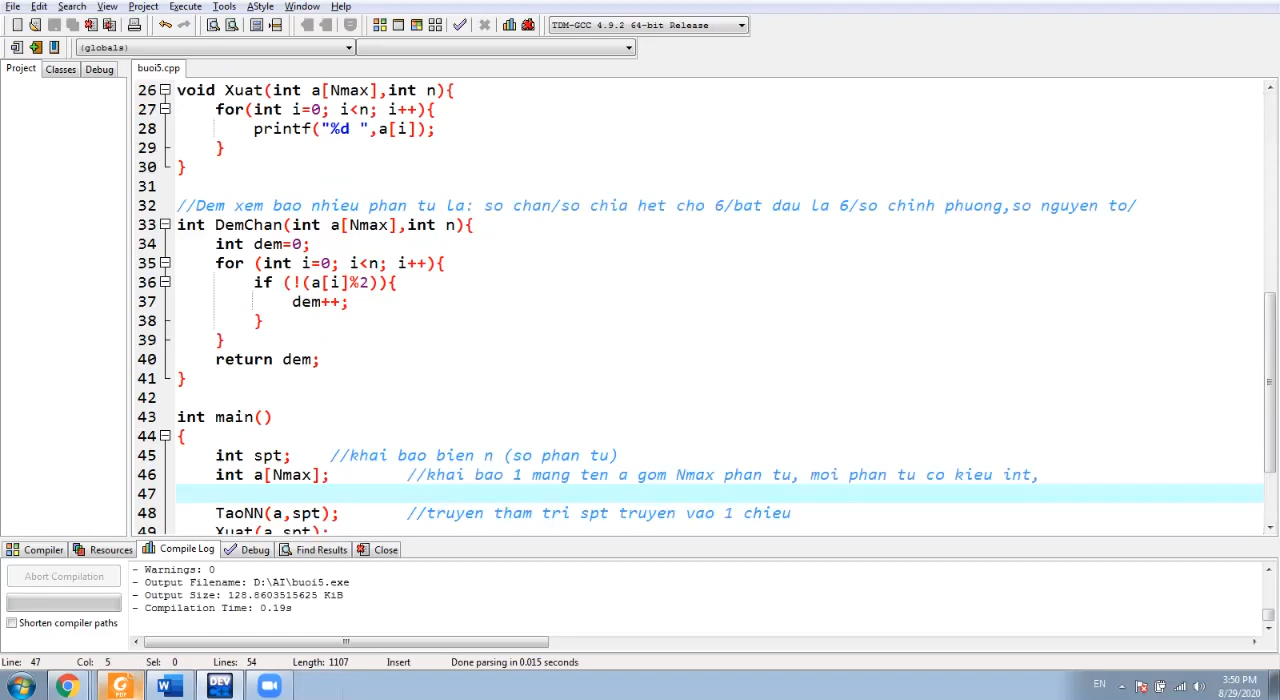 File Edit Search View Project Execute Tools AStyle Window Help
TDM-GCC 4.9.2 64-bit Release
(globals)
Project Classes Debug buoi5.cpp
26 void Xuat(int a[Nmax],int n){
27 for(int i=0; i<n; i++){
28 printf("%d ",a[i]);
29 }
30 }
31
32 //Dem xem bao nhieu phan tu la: so chan/so chia het cho 6/bat dau la 6/so chinh phuong,so nguyen to/
33 int DemChan(int a[Nmax],int n){
34 int dem=0;
35 for (int i=0; i<n; i++){
36 if (!(a[i]%2)){
37 dem++;
38 }
39 }
40 return dem;
41 }
42
43 int main()
44 {
45 int spt; //khai bao bien n (so phan tu)
46 int a[Nmax]; //khai bao 1 mang ten a gom Nmax phan tu, moi phan tu co kieu int,
47
48 TaoNN(a,spt); //truyen tham tri spt truyen vao 1 chieu
49 Xuat(a,spt);
Compiler Resources Compile Log Debug Find Results Close
Abort Compilation
Shorten compiler paths
- Warnings: 0
- Output Filename: D:\AI\buoi5.exe
- Output Size: 128.8603515625 KiB
- Compilation Time: 0.19s
Line: 47 Col: 5 Sel: 0 Lines: 54 Length: 1107 Insert Done parsing in 0.015 seconds
PDF
W
DEV
EN
3:50 PM
8/29/2020